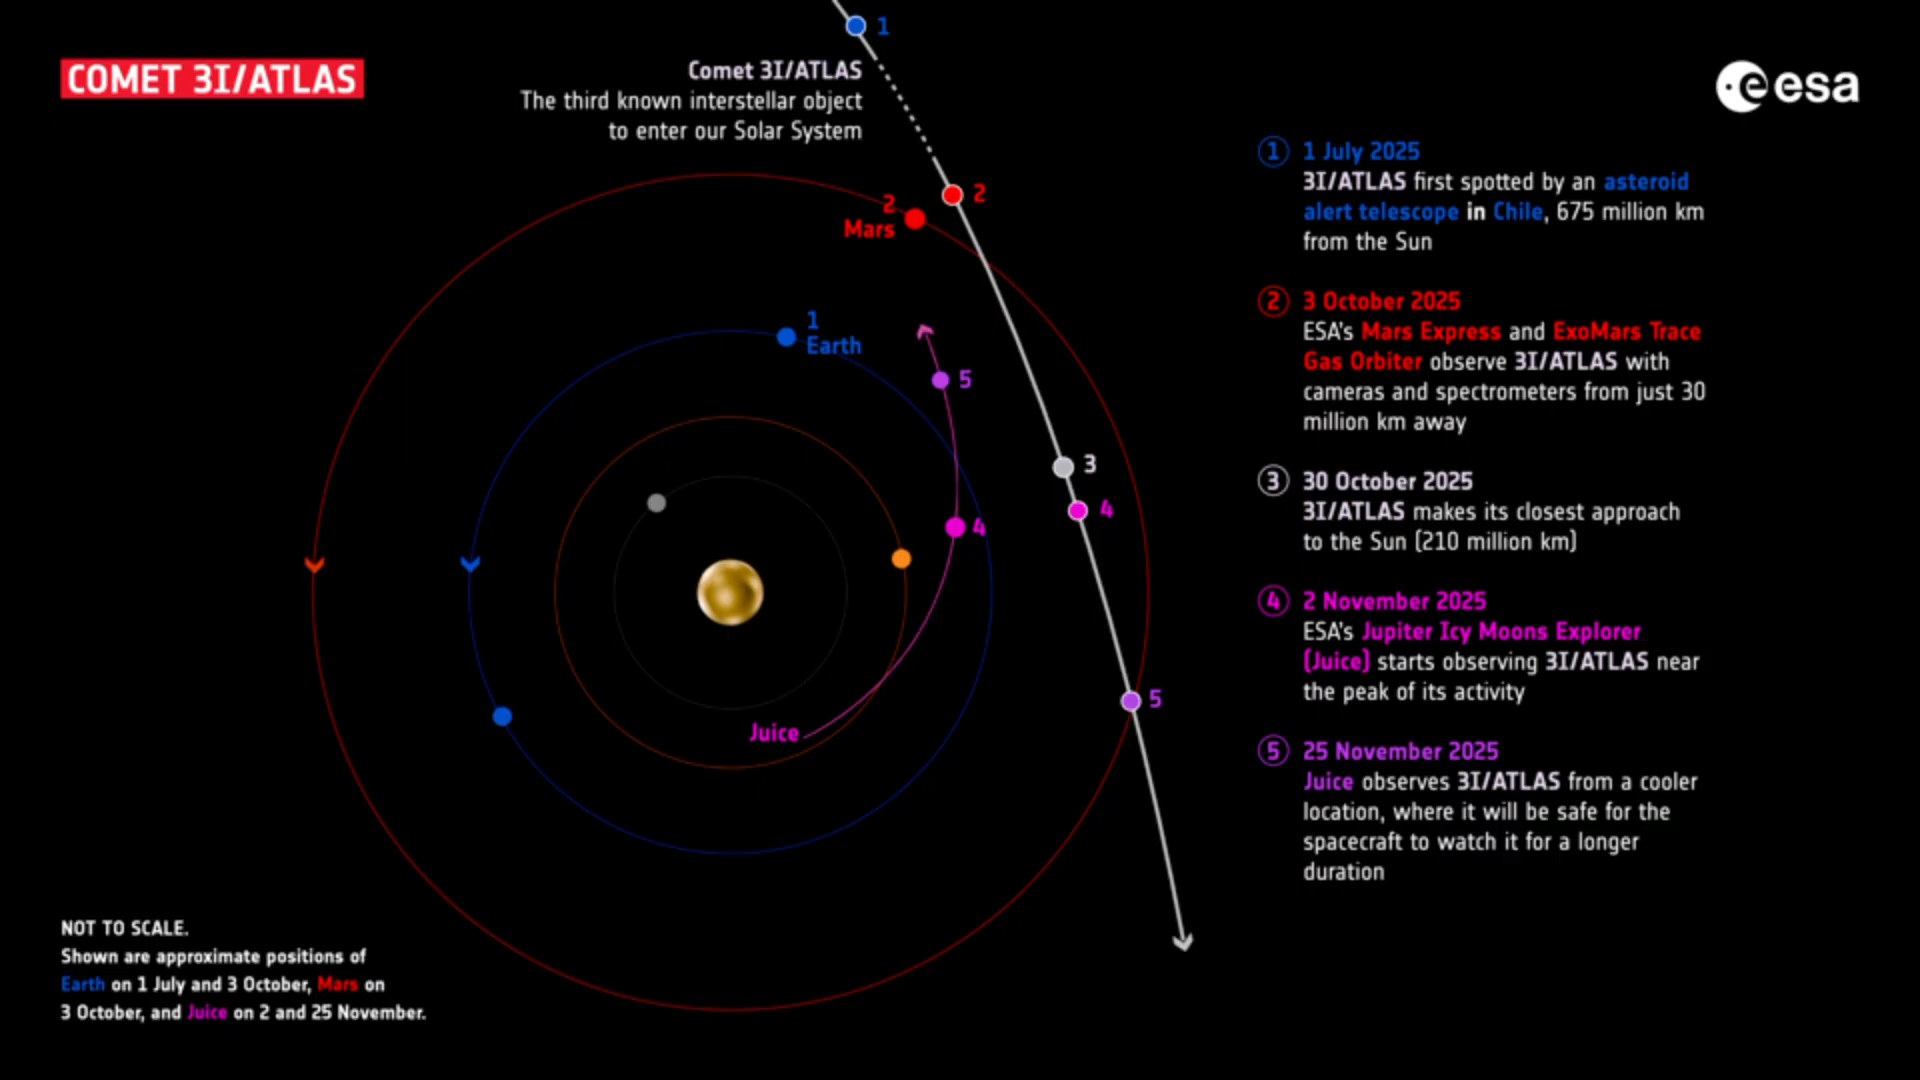 COMET 3I/ATLAS
esa
1
Comet 3I/ATLAS
The third known interstellar object
to enter our Solar System
2
2
Mars
1
Earth
5
3
4
4
5
Juice
1 1 July 2025
3I/ATLAS first spotted by an asteroid
alert telescope in Chile, 675 million km
from the Sun
2 3 October 2025
ESA's Mars Express and ExoMars Trace
Gas Orbiter observe 3I/ATLAS with
cameras and spectrometers from just 30
million km away
3 30 October 2025
3I/ATLAS makes its closest approach
to the Sun (210 million km)
4 2 November 2025
ESA's Jupiter Icy Moons Explorer
(Juice) starts observing 3I/ATLAS near
the peak of its activity
5 25 November 2025
Juice observes 3I/ATLAS from a cooler
location, where it will be safe for the
spacecraft to watch it for a longer
duration
NOT TO SCALE.
Shown are approximate positions of
Earth on 1 July and 3 October, Mars on
3 October, and Juice on 2 and 25 November.